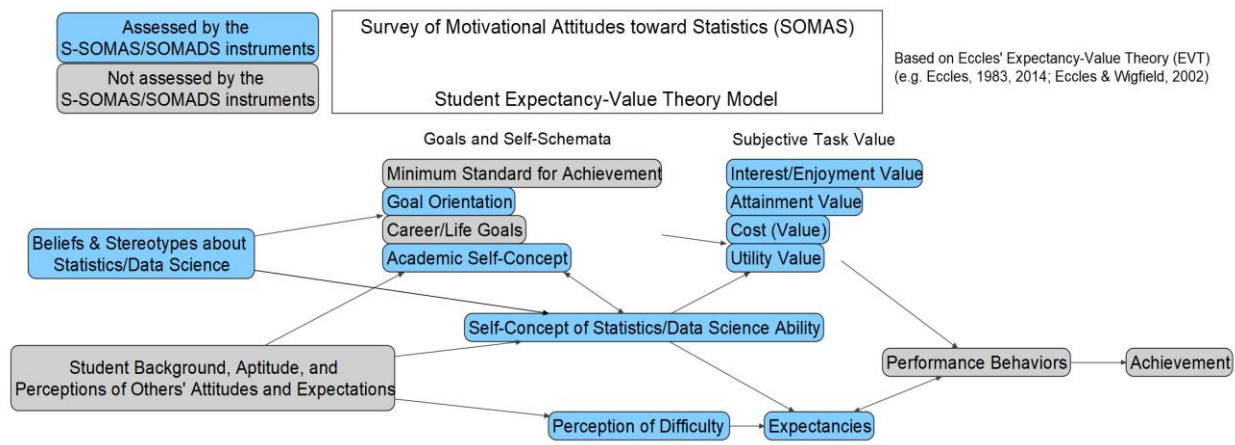 Assessed by the
S-SOMAS/SOMADS instruments
Not assessed by the
S-SOMAS/SOMADS instruments
Survey of Motivational Attitudes toward Statistics (SOMAS)
Student Expectancy-Value Theory Model
Based on Eccles' Expectancy-Value Theory (EVT)
(e.g. Eccles, 1983, 2014; Eccles & Wigfield, 2002)
Goals and Self-Schemata
Minimum Standard for Achievement
Goal Orientation
Career/Life Goals
Academic Self-Concept
Subjective Task Value
Interest/Enjoyment Value
Attainment Value
Cost (Value)
Utility Value
Beliefs & Stereotypes about
Statistics/Data Science
Self-Concept of Statistics/Data Science Ability
Student Background, Aptitude, and
Perceptions of Others' Attitudes and Expectations
Performance Behaviors
Achievement
Perception of Difficulty
Expectancies